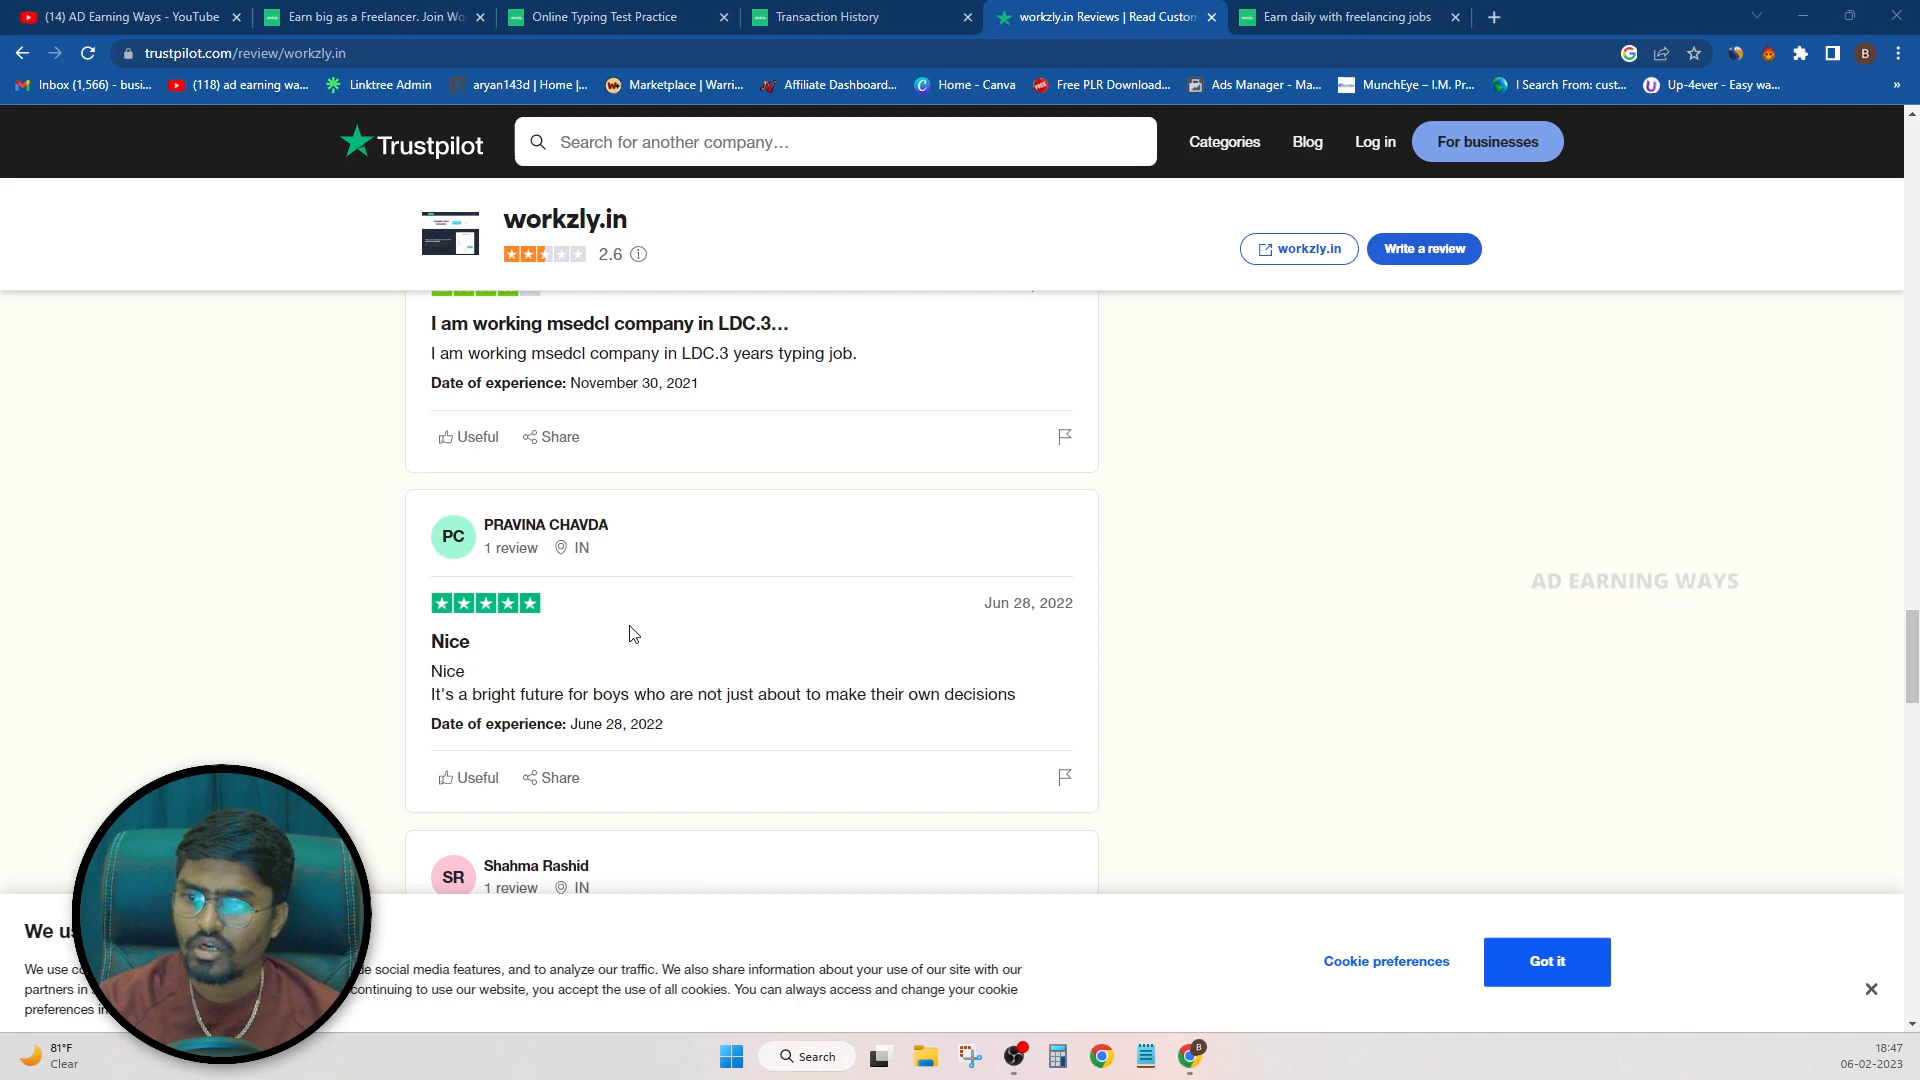 (14) AD Earning Ways - YouTube
Earn big as a Freelancer. Join Wo
Online Typing Test Practice
Transaction History
workzly.in Reviews | Read Custom
Earn daily with freelancing jobs
trustpilot.com/review/workzly.in
B
Inbox (1,566) - busi...
(118) ad earning wa...
Linktree Admin
aryan143d | Home |...
Marketplace | Warri...
Affiliate Dashboard...
Home - Canva
Free PLR Download...
Ads Manager - Ma...
MunchEye – I.M. Pr...
I Search From: cust...
Up-4ever - Easy wa...
Trustpilot
Search for another company...
Categories
Blog
Log in
For businesses
workzly.in
2.6
workzly.in
Write a review
I am working msedcl company in LDC.3...
I am working msedcl company in LDC.3 years typing job.
Date of experience: November 30, 2021
Useful
Share
PC
PRAVINA CHAVDA
1 review
IN
Jun 28, 2022
Nice
Nice
It's a bright future for boys who are not just about to make their own decisions
Date of experience: June 28, 2022
Useful
Share
AD EARNING WAYS
SR
Shahma Rashid
1 review
IN
We
We use
social media features, and to analyze our traffic. We also share information about your use of our site with our
partners in
continuing to use our website, you accept the use of all cookies. You can always access and change your cookie
preferences
Cookie preferences
Got it
81°F
Clear
Search
B
18:47
06-02-2023